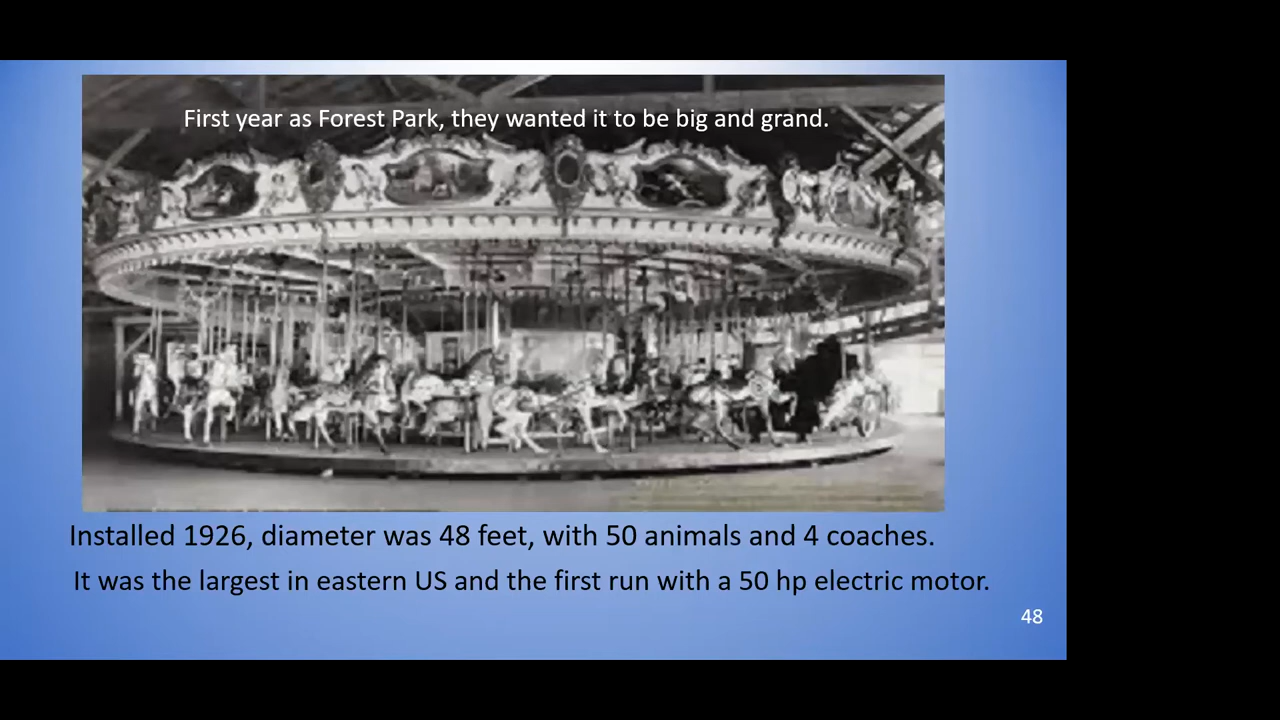 First year as Forest Park, they wanted it to be big and grand.
Installed 1926, diameter was 48 feet, with 50 animals and 4 coaches.
It was the largest in eastern US and the first run with a 50 hp electric motor.
48